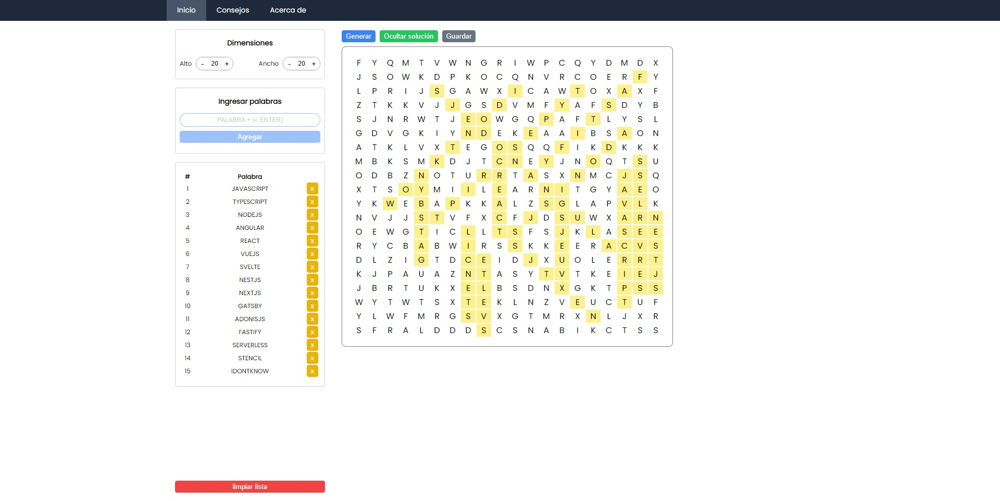 Inicio Consejos Acerca de
Dimensiones
Alto - 20 + Ancho - 20 +
Ingresar palabras
PALABRA + (or ENTER)
Agregar
# Palabra
1 JAVASCRIPT x
2 TYPESCRIPT x
3 NODEJS x
4 ANGULAR x
5 REACT x
6 VUEJS x
7 SVELTE x
8 NESTJS x
9 NEXTJS x
10 GATSBY x
11 ADONISJS x
12 FASTIFY x
13 SERVERLESS x
14 STENCIL x
15 IDONTKNOW x
limpiar lista
Generar Ocultar solución Guardar
F Y Q M T V W N G R I W P C Q Y D M D X
J S O W K D P K O C Q N V R C O E R F Y
L P R I J S G A W X I C A W T O X A X F
Z T K K V J J G S D V M F Y A F S D Y B
S J N R W T J E O W G Q P A F T L Y S L
G D V G K I Y N D E K E A A I B S A O N
A T K L V X T E G O S Q Q F I K D K K K
M B K S M K D J T C N E Y J N O Q T S U
O D B Z N O T U R R T A S X N M C J S Q
X T S O Y M I I L E A R N I T G Y A E O
Y K W E B A P K K A L Z S G L A P V L K
N V J J S T V F X C F J D S U W X A R N
O E W G T I C L L T S F S J K L A S E E
R Y C B A B W I R S S K K E E R A C V S
D L Z I G T D C E I D J X U O L E R R T
K J P A U A Z N T A S Y T V T K E I E J
J B R T U K X E L B S D N X G K T P S S
W Y T W T S X T E K L N Z V E U C T U F
Y L W F M R G S V X G T M R X N L J X R
S F R A L D D D S C S N A B I K C T S S